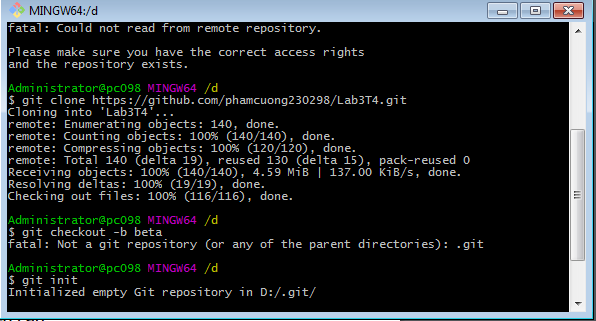 MINGW64:/d
fatal: Could not read from remote repository.
Please make sure you have the correct access rights
and the repository exists.
Administrator@pc098 MINGW64 /d
$ git clone https://github.com/phamcuong230298/Lab3T4.git
Cloning into 'Lab3T4'...
remote: Enumerating objects: 140, done.
remote: Counting objects: 100% (140/140), done.
remote: Compressing objects: 100% (120/120), done.
remote: Total 140 (delta 19), reused 130 (delta 15), pack-reused 0
Receiving objects: 100% (140/140), 4.59 MiB | 137.00 KiB/s, done.
Resolving deltas: 100% (19/19), done.
Checking out files: 100% (116/116), done.
Administrator@pc098 MINGW64 /d
$ git checkout -b beta
fatal: Not a git repository (or any of the parent directories): .git
Administrator@pc098 MINGW64 /d
$ git init
Initialized empty Git repository in D:/.git/